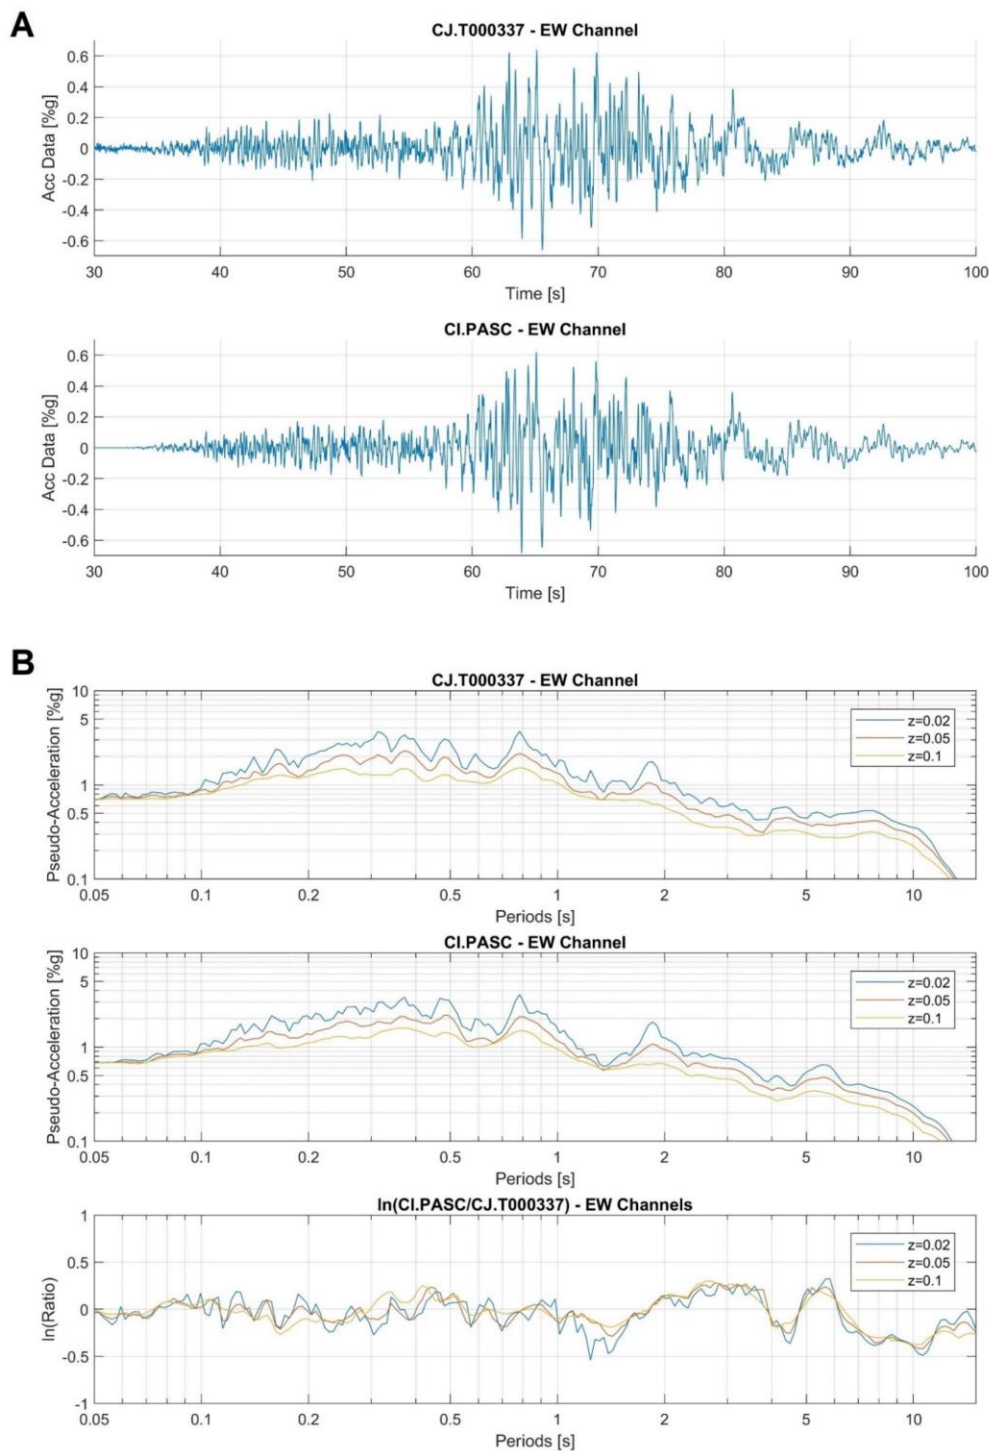 A
CJ.T000337 - EW Channel
Acc Data [%g]
0.6
0.4
0.2
0
-0.2
-0.4
-0.6
30 40 50 60 70 80 90 100
Time [s]
CI.PASC - EW Channel
Acc Data [%g]
0.6
0.4
0.2
0
-0.2
-0.4
-0.6
30 40 50 60 70 80 90 100
Time [s]
B
CJ.T000337 - EW Channel
Pseudo-Acceleration [%g]
10
5
1
0.5
0.1
z=0.02
z=0.05
z=0.1
0.05 0.1 0.2 0.5 1 2 5 10
Periods [s]
CI.PASC - EW Channel
Pseudo-Acceleration [%g]
10
5
1
0.5
0.1
z=0.02
z=0.05
z=0.1
0.05 0.1 0.2 0.5 1 2 5 10
Periods [s]
ln(CI.PASC/CJ.T000337) - EW Channels
ln(Ratio)
1
0.5
0
-0.5
-1
z=0.02
z=0.05
z=0.1
0.05 0.1 0.2 0.5 1 2 5 10
Periods [s]